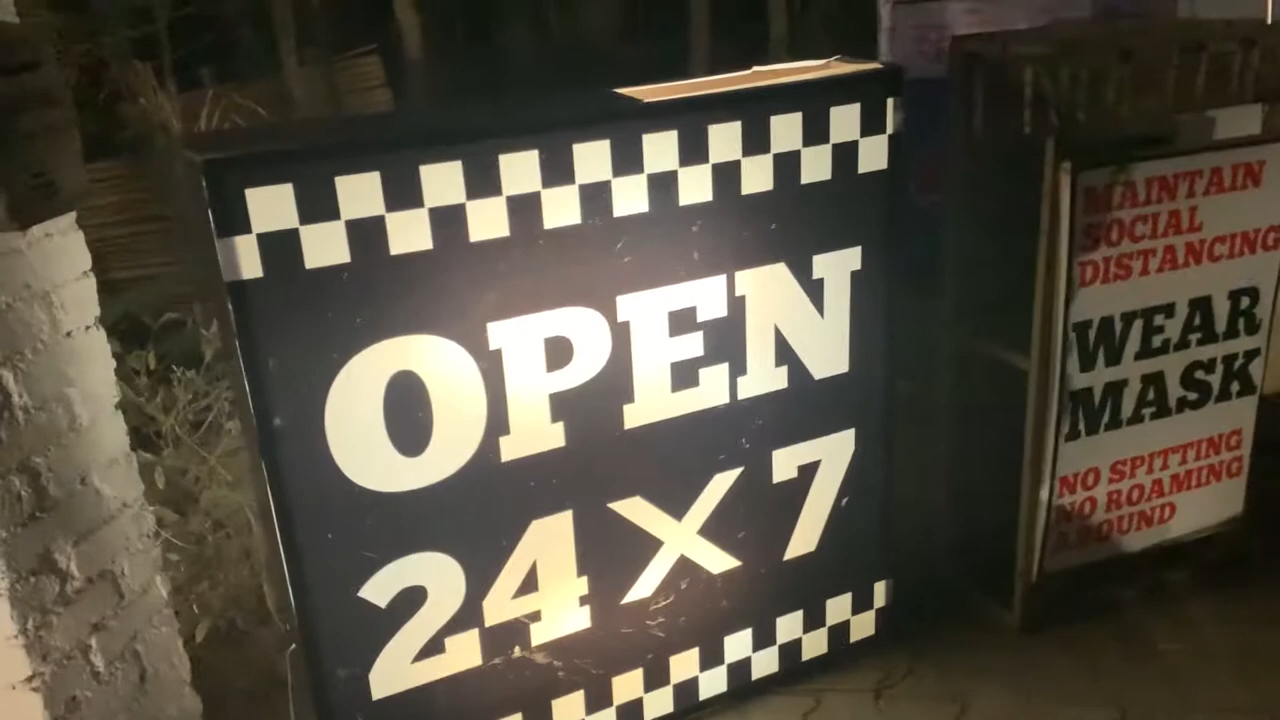 OPEN
24×7
MAINTAIN
SOCIAL
DISTANCING
WEAR
MASK
NO SPITTING
NO ROAMING
AROUND